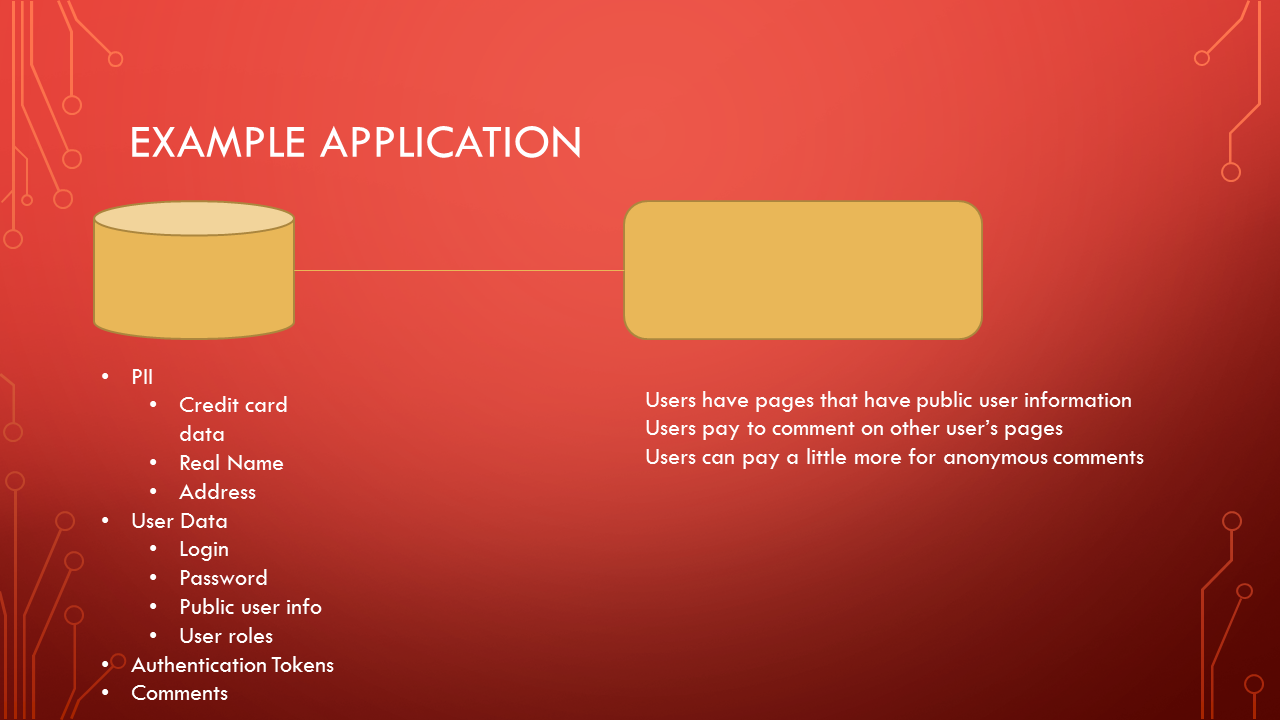 EXAMPLE APPLICATION
• PII
• Credit card
data
• Real Name
• Address
• User Data
• Login
• Password
• Public user info
• User roles
• Authentication Tokens
• Comments
Users have pages that have public user information
Users pay to comment on other user’s pages
Users can pay a little more for anonymous comments